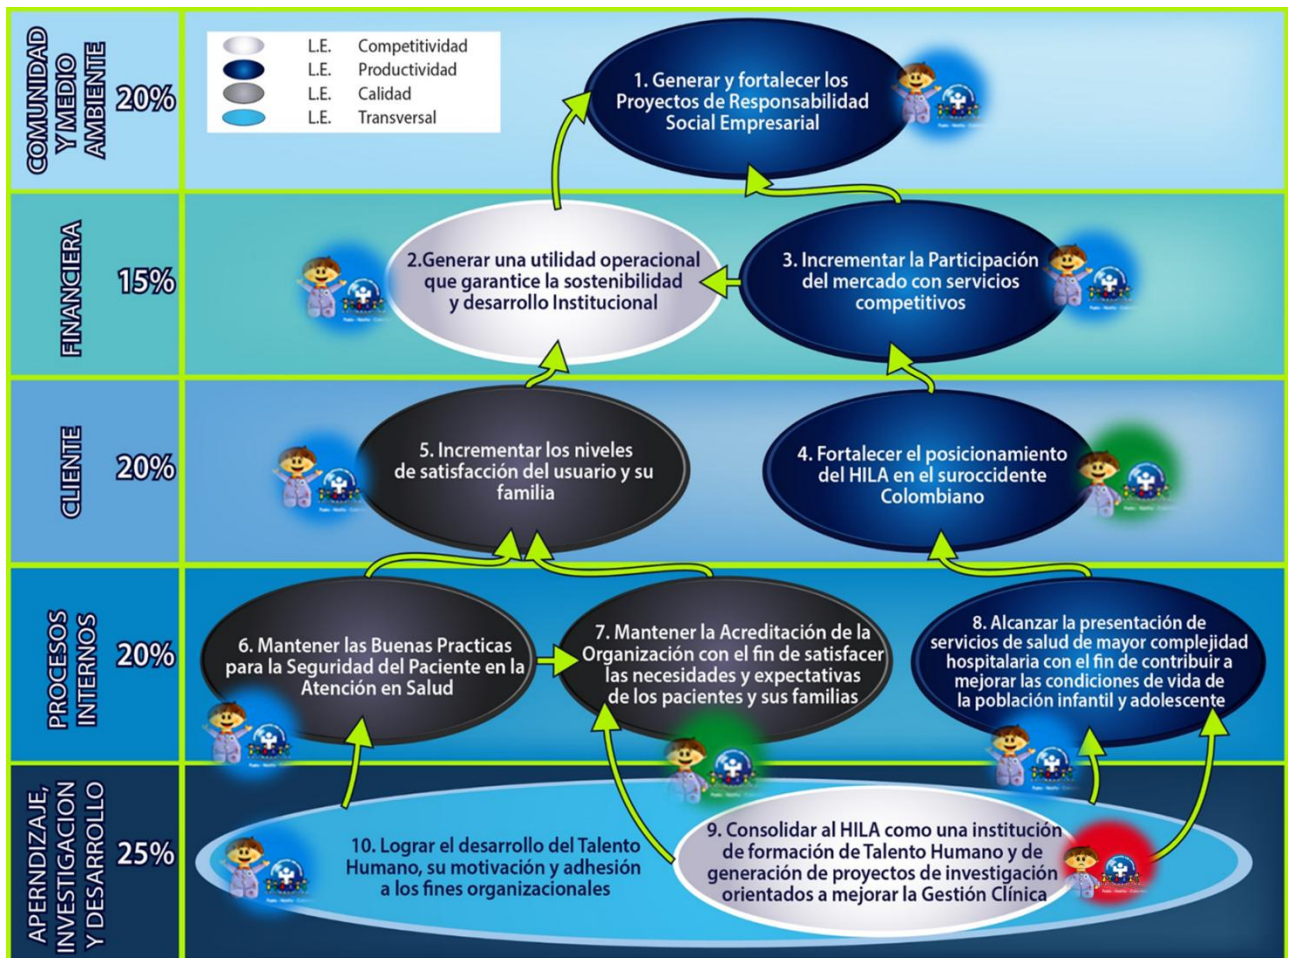 COMUNIDAD
Y MEDIO
AMBIENTE
20%
L.E. Competitividad
L.E. Productividad
L.E. Calidad
L.E. Transversal
1. Generar y fortalecer los
Proyectos de Responsabilidad
Social Empresarial
FINANCIERA
15%
2.Generar una utilidad operacional
que garantice la sostenibilidad
y desarrollo Institucional
3. Incrementar la Participación
del mercado con servicios
competitivos
CLIENTE
20%
5. Incrementar los niveles
de satisfacción del usuario y su
familia
4. Fortalecer el posicionamiento
del HILA en el suroccidente
Colombiano
PROCESOS
INTERNOS
20%
6. Mantener las Buenas Practicas
para la Seguridad del Paciente en la
Atención en Salud
7. Mantener la Acreditación de la
Organización con el fin de satisfacer
las necesidades y expectativas
de los pacientes y sus familias
8. Alcanzar la presentación de
servicios de salud de mayor complejidad
hospitalaria con el fin de contribuir a
mejorar las condiciones de vida de
la población infantil y adolescente
APERNDIZAJE,
INVESTIGACION
Y DESARROLLO
25%
10. Lograr el desarrollo del Talento
Humano, su motivación y adhesión
a los fines organizacionales
9. Consolidar al HILA como una institución
de formación de Talento Humano y de
generación de proyectos de investigación
orientados a mejorar la Gestión Clínica